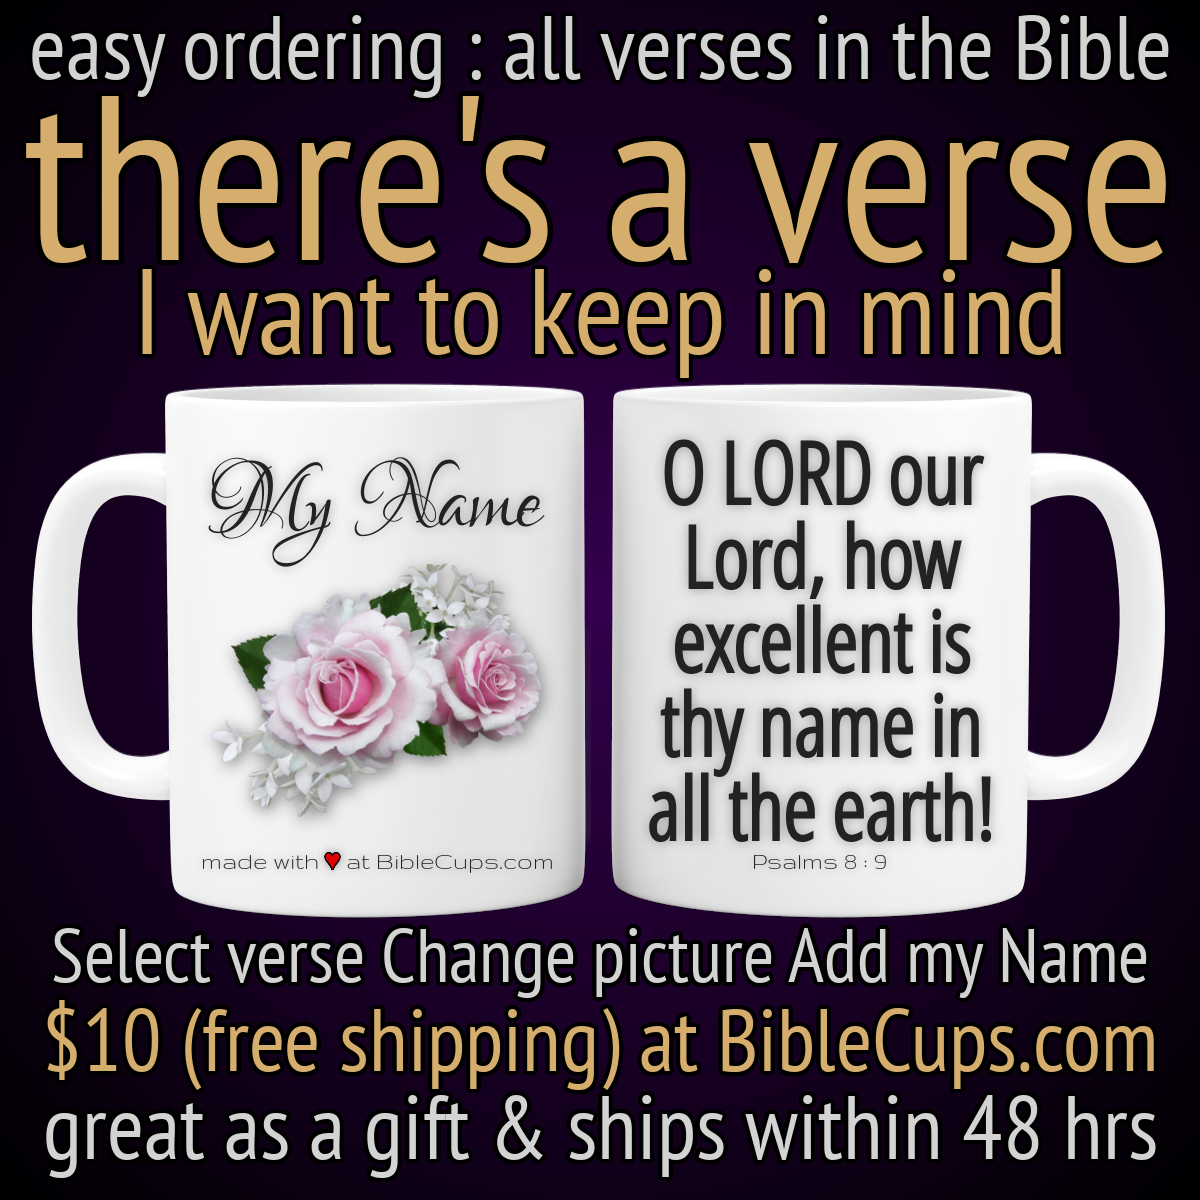 easy ordering : all verses in the Bible
there's a verse
I want to keep in mind
My Name
made with at BibleCups.com
O LORD our
Lord, how
excellent is
thy name in
all the earth!
Psalms 8 : 9
Select verse Change picture Add my Name
$10 (free shipping) at BibleCups.com
great as a gift & ships within 48 hrs